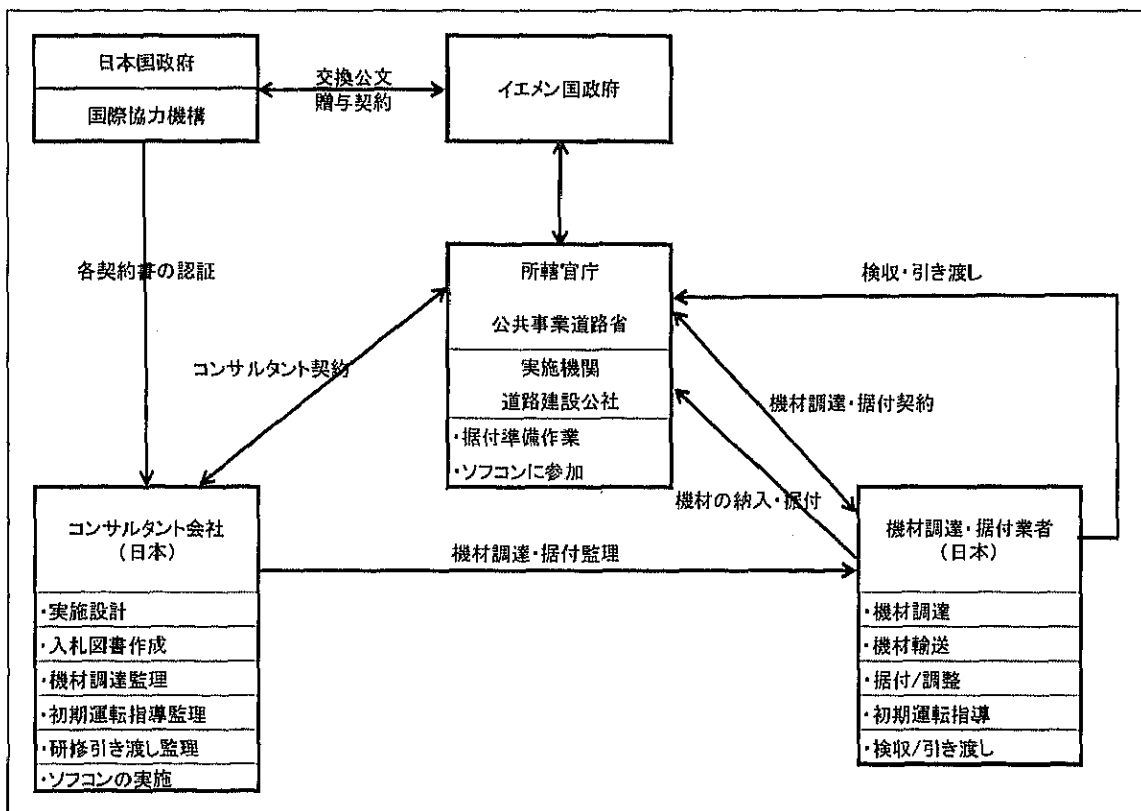 日本国政府
国際協力機構
交換公文
贈与契約
イエメン国政府
各契約書の認証
コンサルタント契約
所轄官庁
公共事業道路省
実施機関
道路建設公社
・据付準備作業
・ソフコンに参加
検収・引き渡し
機材調達・据付契約
機材の納入・据付
コンサルタント会社
(日本)
・実施設計
・入札図書作成
・機材調達監理
・初期運転指導監理
・研修引き渡し監理
・ソフコンの実施
機材調達・据付監理
機材調達・据付業者
(日本)
・機材調達
・機材輸送
・据付/調整
・初期運転指導
・検収/引き渡し